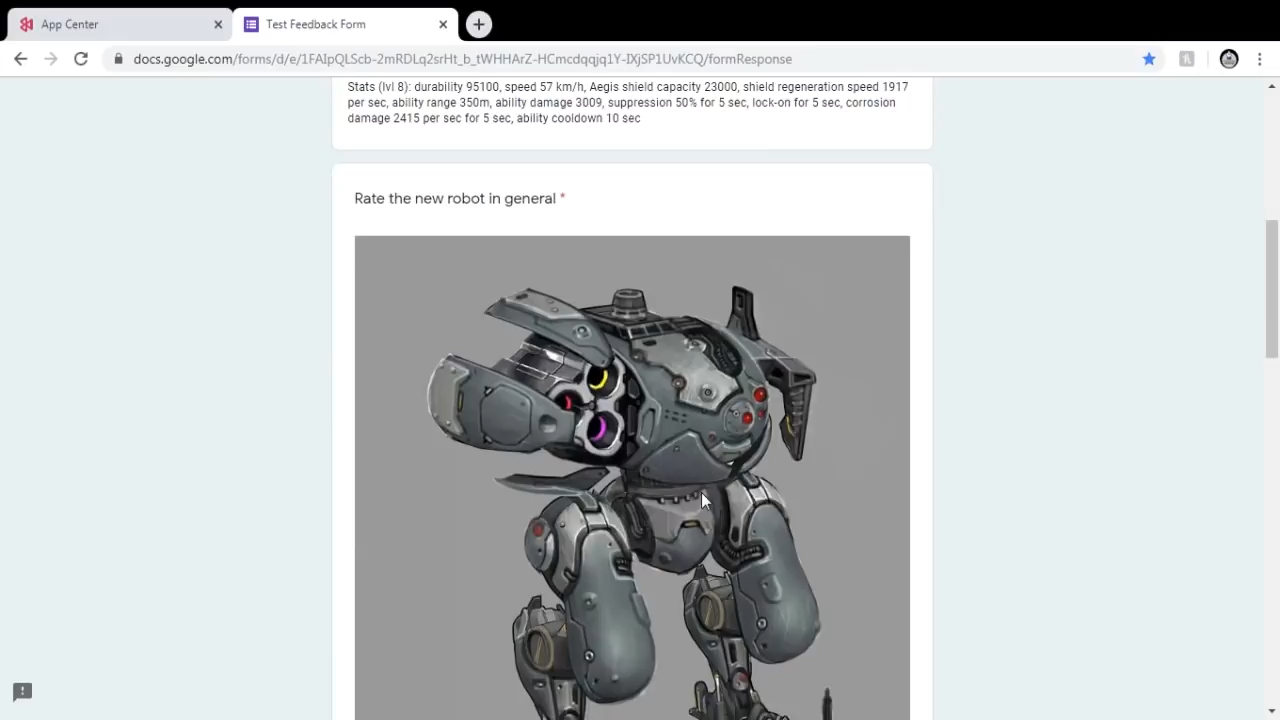 App Center
Test Feedback Form
docs.google.com/forms/d/e/1FAIpQLScb-2mRDLq2srHt_b_tWHHArZ-HCmcdqqjq1Y-IXjSP1UvKCQ/formResponse
Stats (lvl 8): durability 95100, speed 57 km/h, Aegis shield capacity 23000, shield regeneration speed 1917
per sec, ability range 350m, ability damage 3009, suppression 50% for 5 sec, lock-on for 5 sec, corrosion
damage 2415 per sec for 5 sec, ability cooldown 10 sec
Rate the new robot in general *